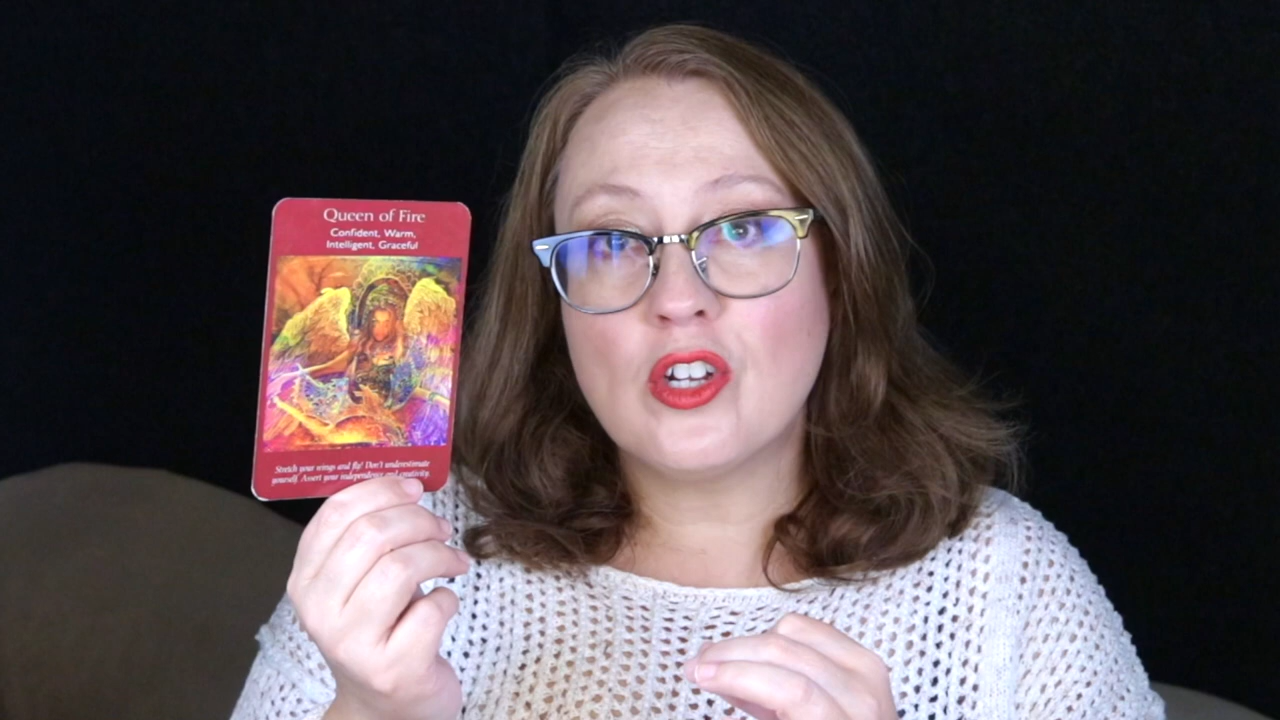 Queen of Fire
Confident, Warm,
Intelligent, Graceful
Stretch your wings and fly! Don't underestimate
yourself. Assert your independence and creativity.